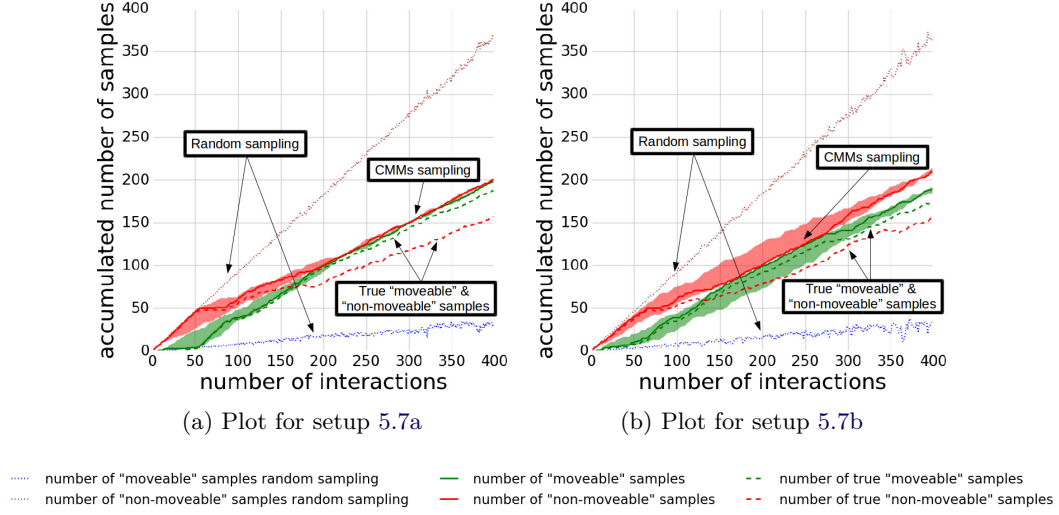 accumulated number of samples
400
350
300
250
200
150
100
50
0
0 50 100 150 200 250 300 350 400
number of interactions
Random sampling
CMMs sampling
True “moveable” &
“non-moveable” samples
(a) Plot for setup 5.7a
accumulated number of samples
400
350
300
250
200
150
100
50
0
0 50 100 150 200 250 300 350 400
number of interactions
Random sampling
CMMs sampling
True “moveable” &
“non-moveable” samples
(b) Plot for setup 5.7b
number of "moveable" samples random sampling
number of "non-moveable" samples random sampling
number of "moveable" samples
number of "non-moveable" samples
number of true "moveable" samples
number of true "non-moveable" samples